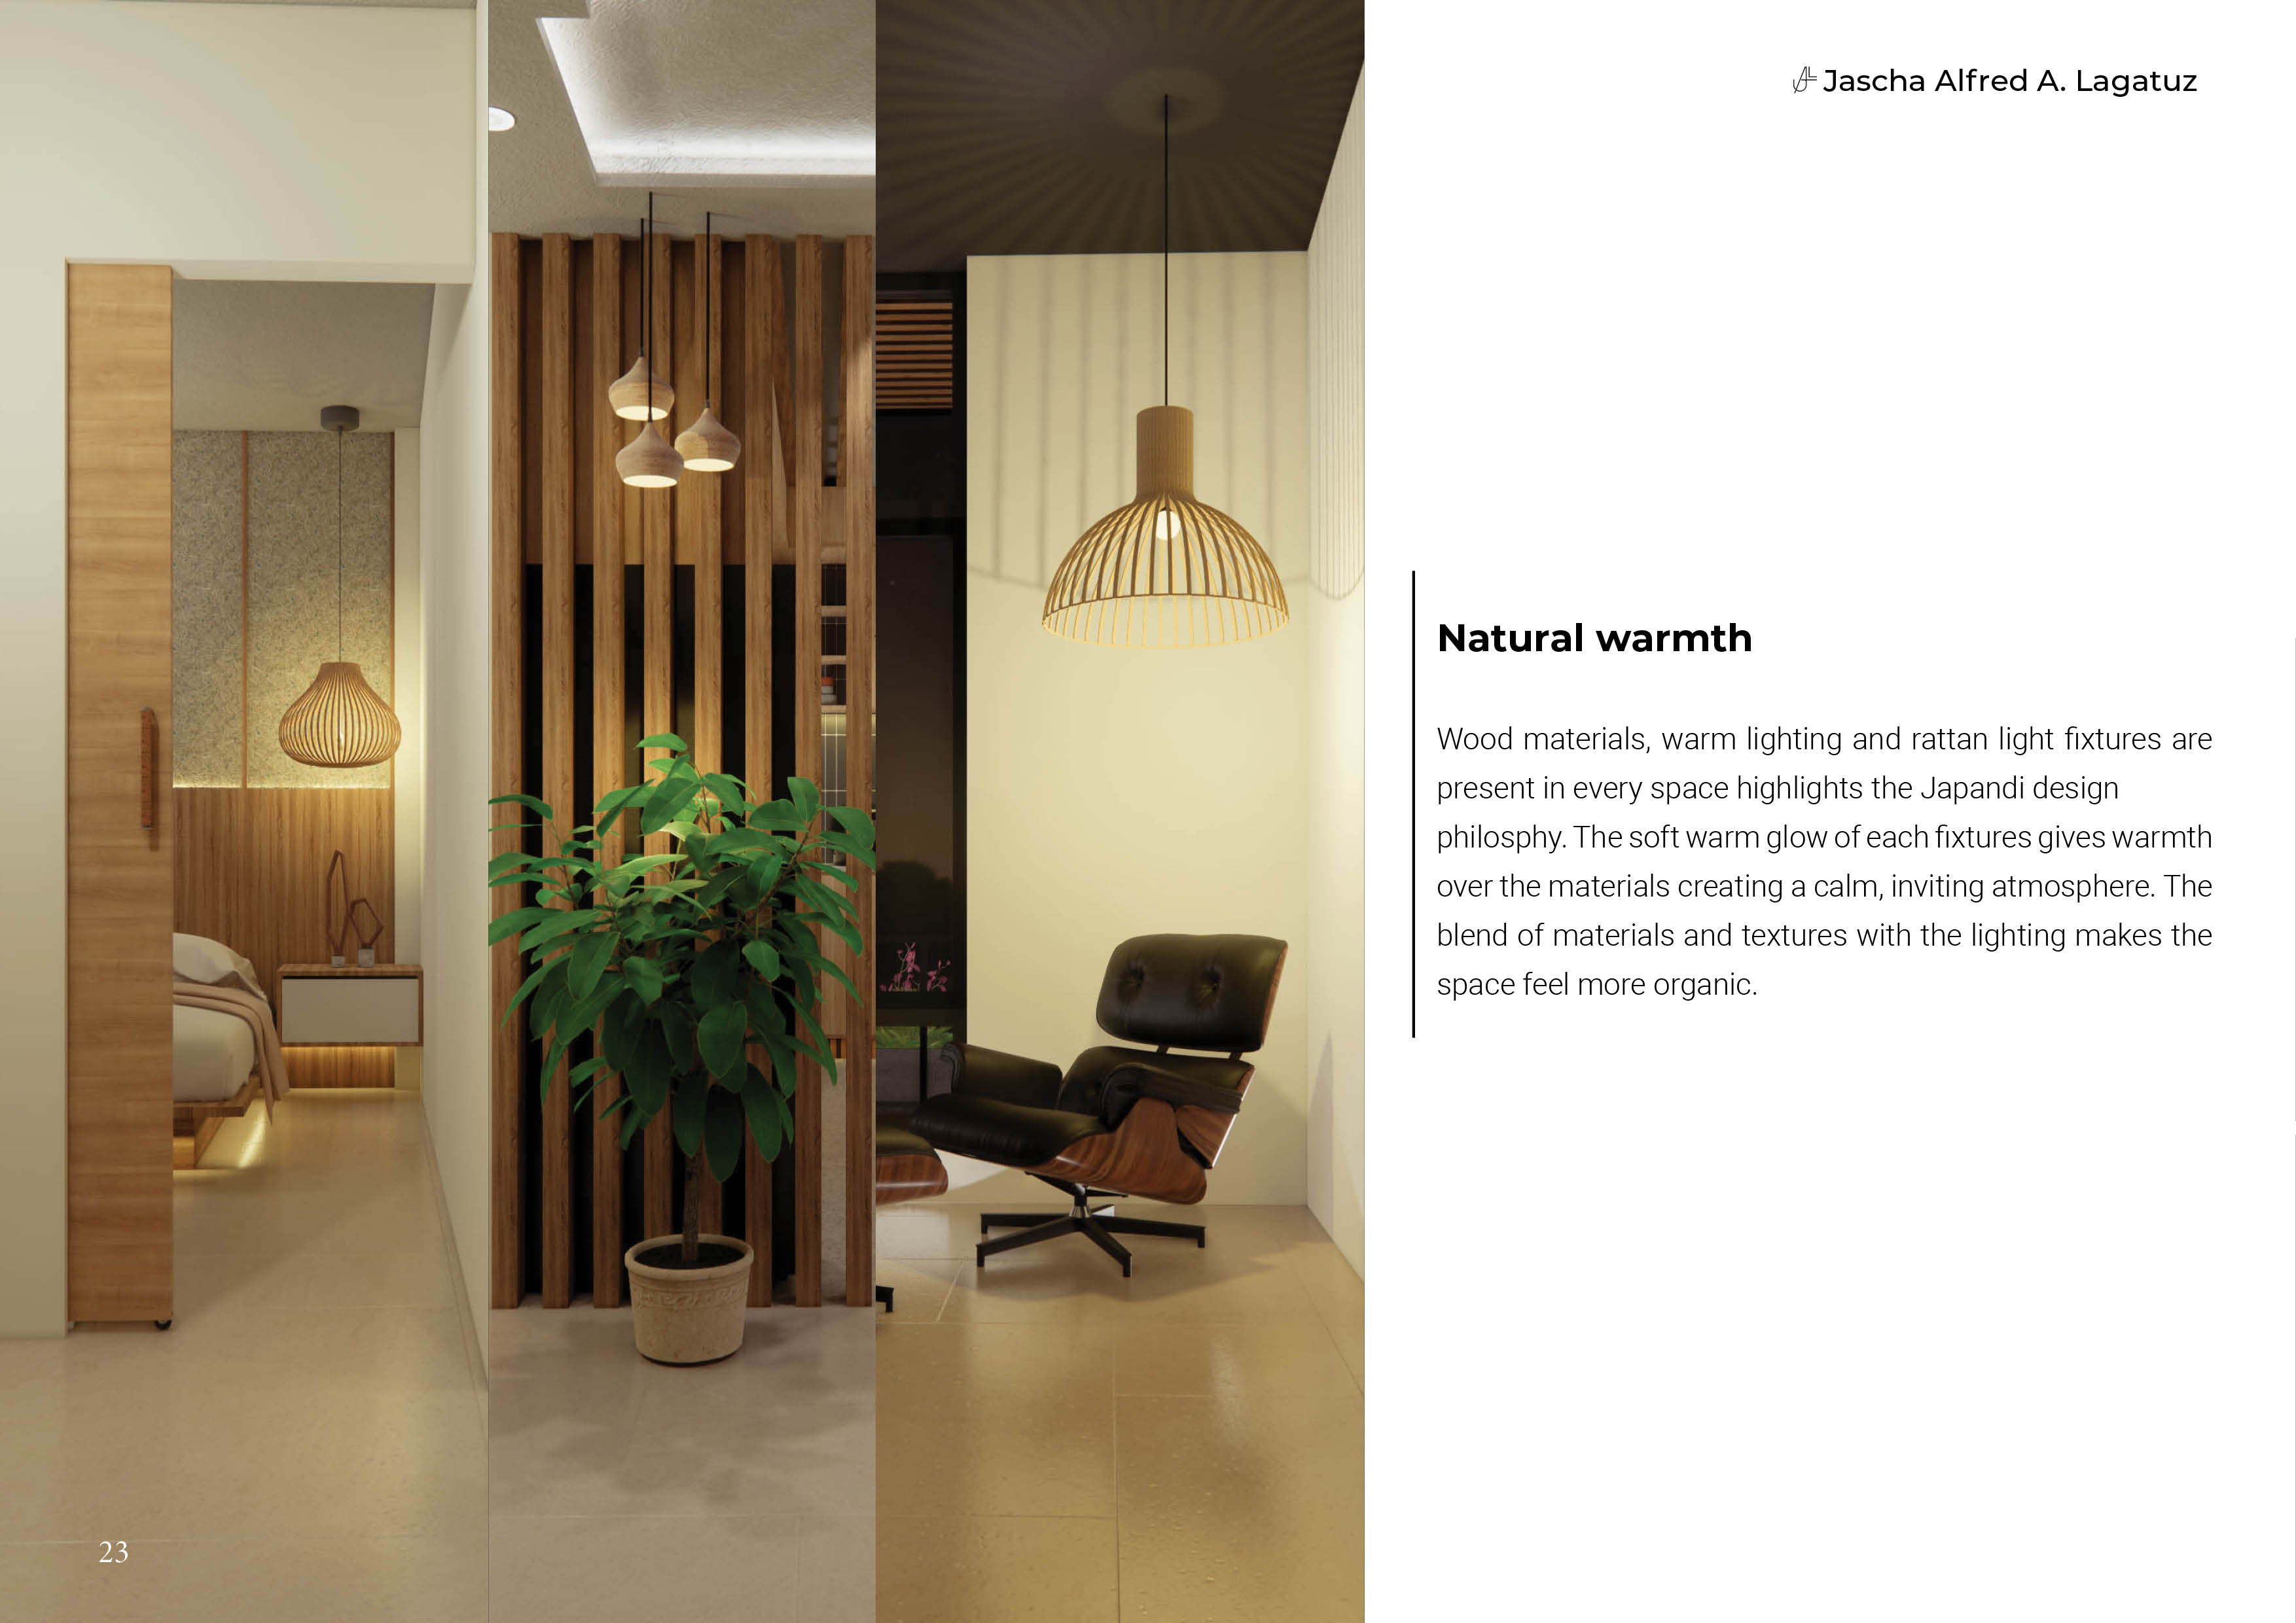 Jascha Alfred A. Lagatuz
Natural warmth
Wood materials, warm lighting and rattan light fixtures are
present in every space highlights the Japandi design
philosphy. The soft warm glow of each fixtures gives warmth
over the materials creating a calm, inviting atmosphere. The
blend of materials and textures with the lighting makes the
space feel more organic.
23